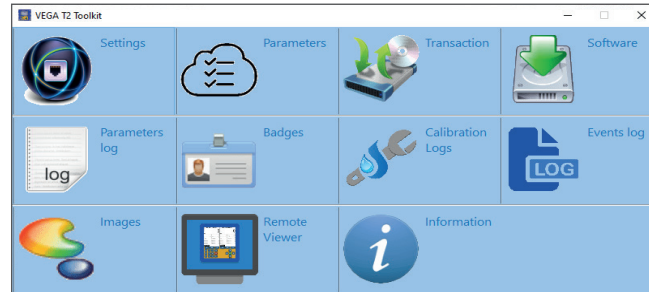 VEGA T2 Toolkit
Settings
Parameters
Transaction
Software
Parameters
log
log
Badges
Calibration
Logs
Events log
LOG
Images
Remote
Viewer
Information
i